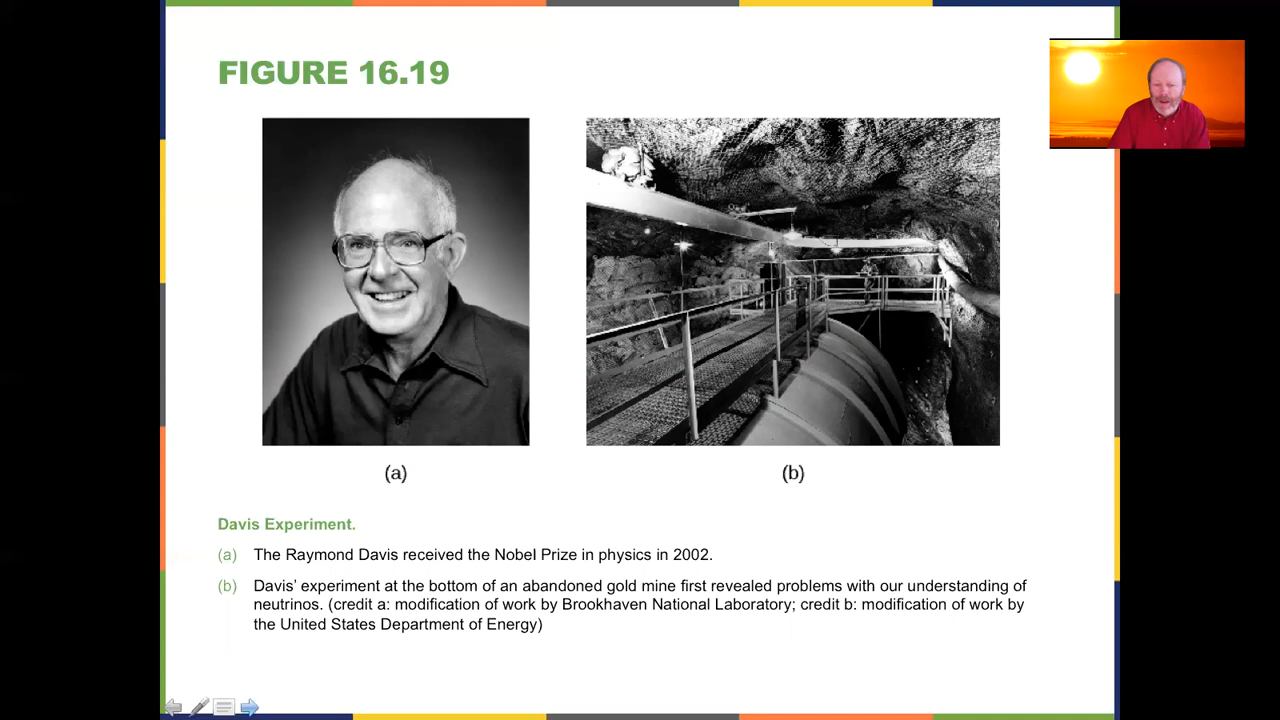 FIGURE 16.19
(a)
(b)
Davis Experiment.
(a) The Raymond Davis received the Nobel Prize in physics in 2002.
(b) Davis’ experiment at the bottom of an abandoned gold mine first revealed problems with our understanding of
neutrinos. (credit a: modification of work by Brookhaven National Laboratory; credit b: modification of work by
the United States Department of Energy)